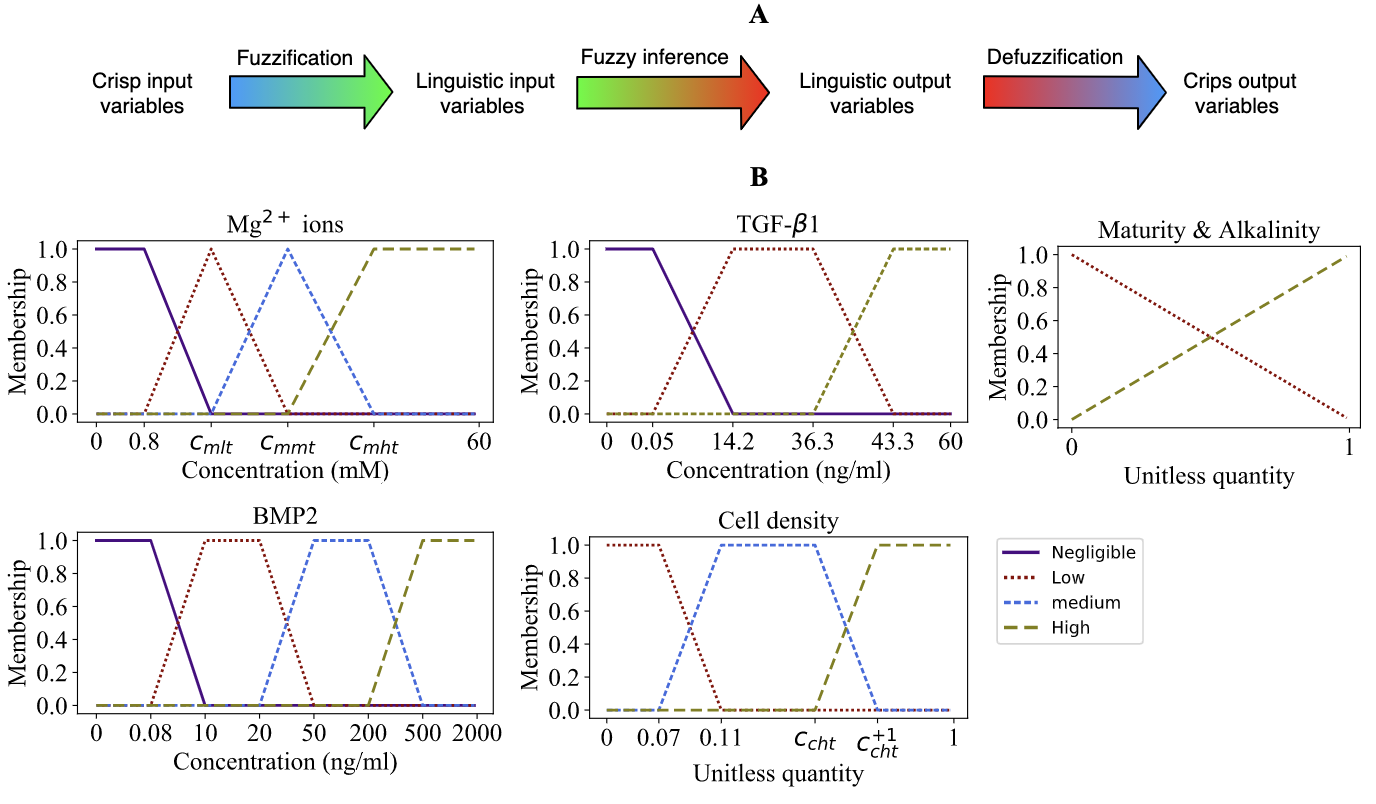 A
Fuzzification
Fuzzy inference
Defuzzification
Crisp input
variables
Linguistic input
variables
Linguistic output
variables
Crips output
variables
B
Mg2+ ions
Membership
1.0
0.8
0.6
0.4
0.2
0.0
0 0.8 cmlt cmmt cmht 60
Concentration (mM)
TGF-β1
Membership
1.0
0.8
0.6
0.4
0.2
0.0
0 0.05 14.2 36.3 43.3 60
Concentration (ng/ml)
Maturity & Alkalinity
Membership
1.0
0.8
0.6
0.4
0.2
0.0
0 1
Unitless quantity
BMP2
Membership
1.0
0.8
0.6
0.4
0.2
0.0
0 0.08 10 20 50 200 500 2000
Concentration (ng/ml)
Cell density
Membership
1.0
0.8
0.6
0.4
0.2
0.0
0 0.07 0.11 ccht ccht+1 1
Unitless quantity
Negligible
Low
medium
High